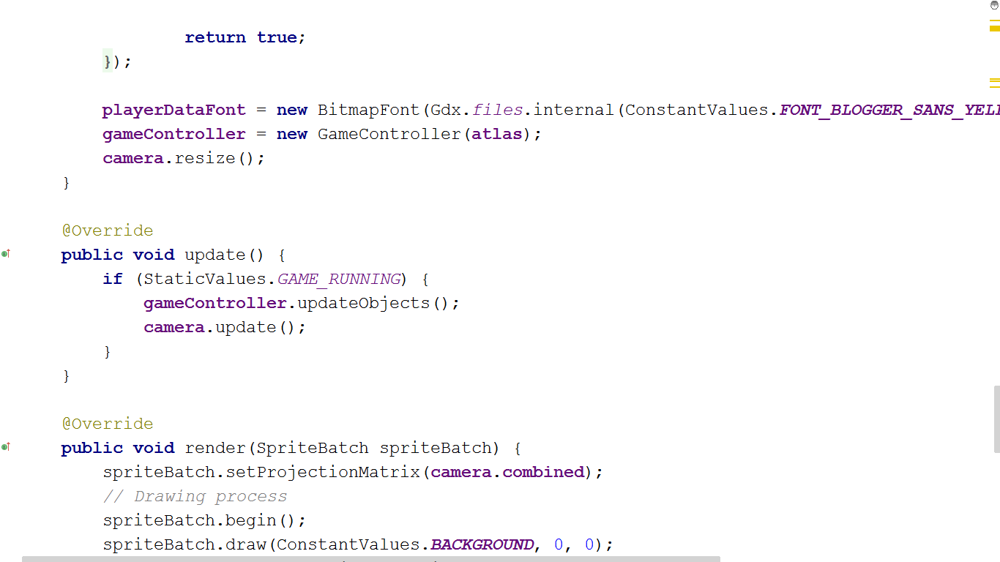 return true;
});
playerDataFont = new BitmapFont(Gdx.files.internal(ConstantValues.FONT_BLOGGER_SANS_YELL
gameController = new GameController(atlas);
camera.resize();
}
@Override
public void update() {
if (StaticValues.GAME_RUNNING) {
gameController.updateObjects();
camera.update();
}
}
@Override
public void render(SpriteBatch spriteBatch) {
spriteBatch.setProjectionMatrix(camera.combined);
// Drawing process
spriteBatch.begin();
spriteBatch.draw(ConstantValues.BACKGROUND, 0, 0);